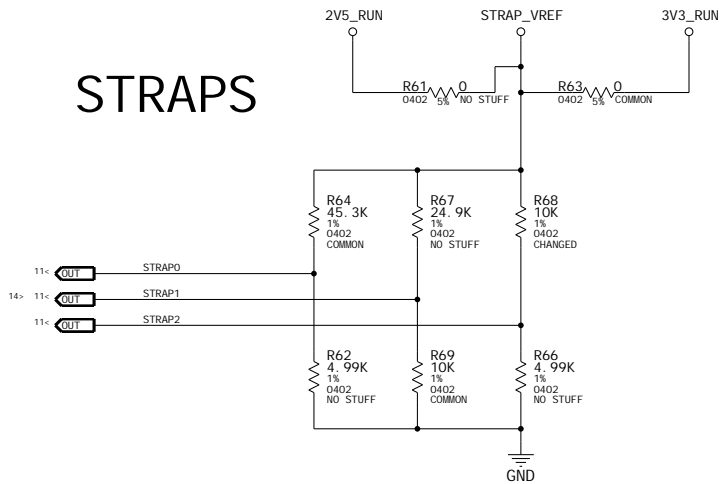 2V5_RUN STRAP_VREF 3V3_RUN
STRAPS
R61 0 R63 0
0402 5% NO STUFF 0402 5% COMMON
R64 R67 R68
45.3K 24.9K 10K
1% 1% 1%
0402 0402 0402
COMMON NO STUFF CHANGED
11< OUT STRAP0
14> 11< OUT STRAP1
11< OUT STRAP2
R62 R69 R66
4.99K 10K 4.99K
1% 1% 1%
0402 0402 0402
NO STUFF COMMON NO STUFF
GND